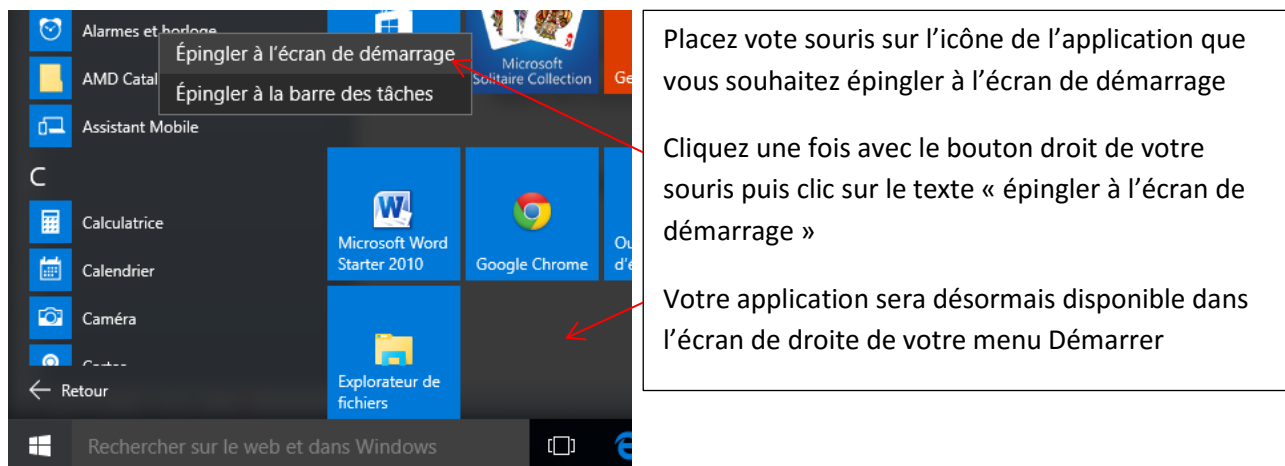 Alarmes et horloge
Épingler à l'écran de démarrage
AMD Catal
Épingler à la barre des tâches
Assistant Mobile
C
Calculatrice
Calendrier
Caméra
Retour
Microsoft
Solitaire Collection
Ge
Microsoft Word
Starter 2010
Google Chrome
Ou
d'é
Explorateur de
fichiers
Rechercher sur le web et dans Windows
Placez vote souris sur l'icône de l'application que
vous souhaitez épingler à l'écran de démarrage
Cliquez une fois avec le bouton droit de votre
souris puis clic sur le texte « épingler à l'écran de
démarrage »
Votre application sera désormais disponible dans
l'écran de droite de votre menu Démarrer